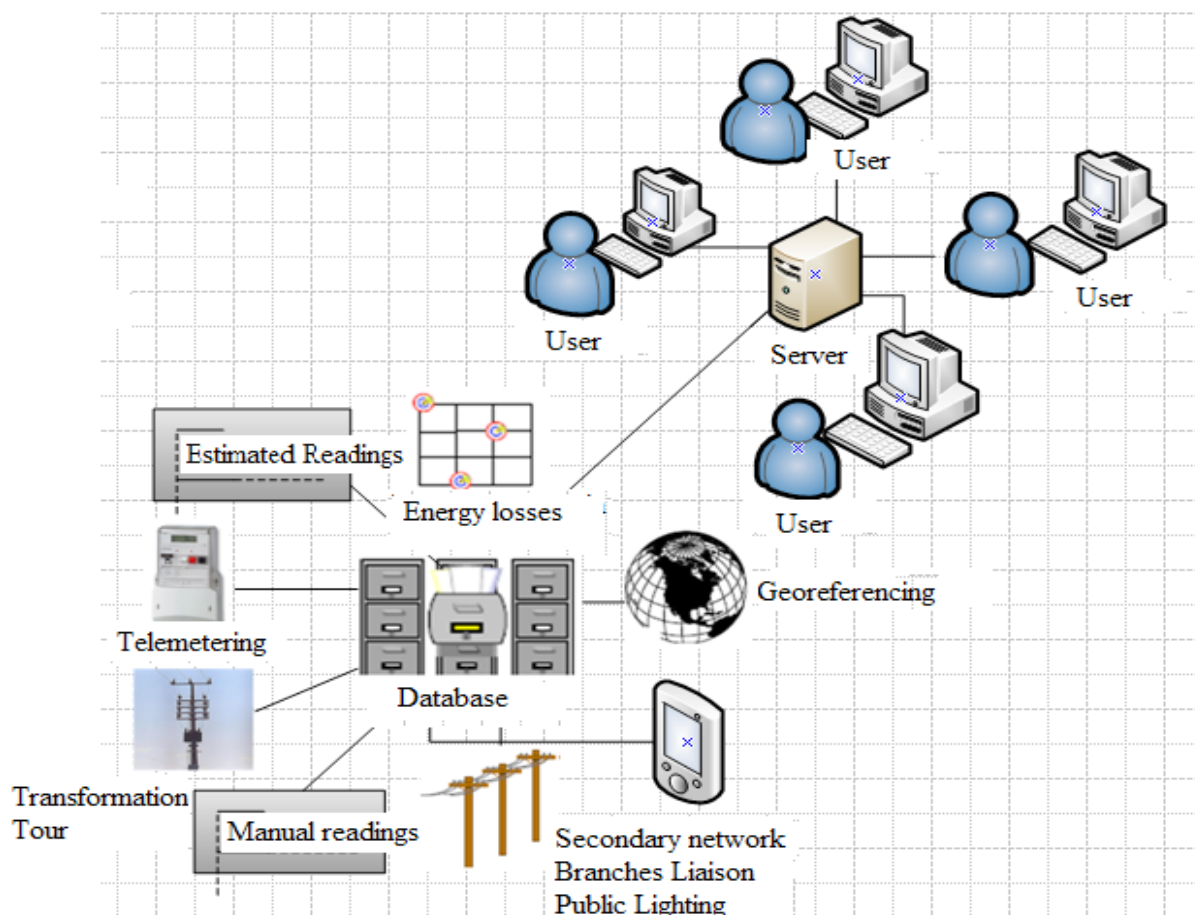 User
User
User
User
Server
Estimated Readings
Energy losses
Georeferencing
Telemetering
Database
Transformation
Tour
Manual readings
Secondary network
Branches Liaison
Public Lighting